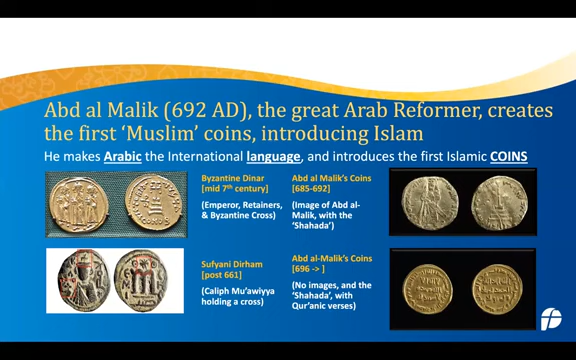 Abd al Malik (692 AD), the great Arab Reformer, creates
the first ‘Muslim’ coins, introducing Islam
He makes Arabic the International language, and introduces the first Islamic COINS
Byzantine Dinar
[mid 7th century]
(Emperor, Retainers,
& Byzantine Cross)
Abd al Malik's Coins
[685-692]
(Image of Abd al-
Malik, with the
‘Shahada’)
Sufyani Dirham
[post 661]
(Caliph Mu'awiyya
holding a cross)
Abd al-Malik's Coins
[696 -> ]
(No images, and the
‘Shahada’, with
Qur'anic verses)